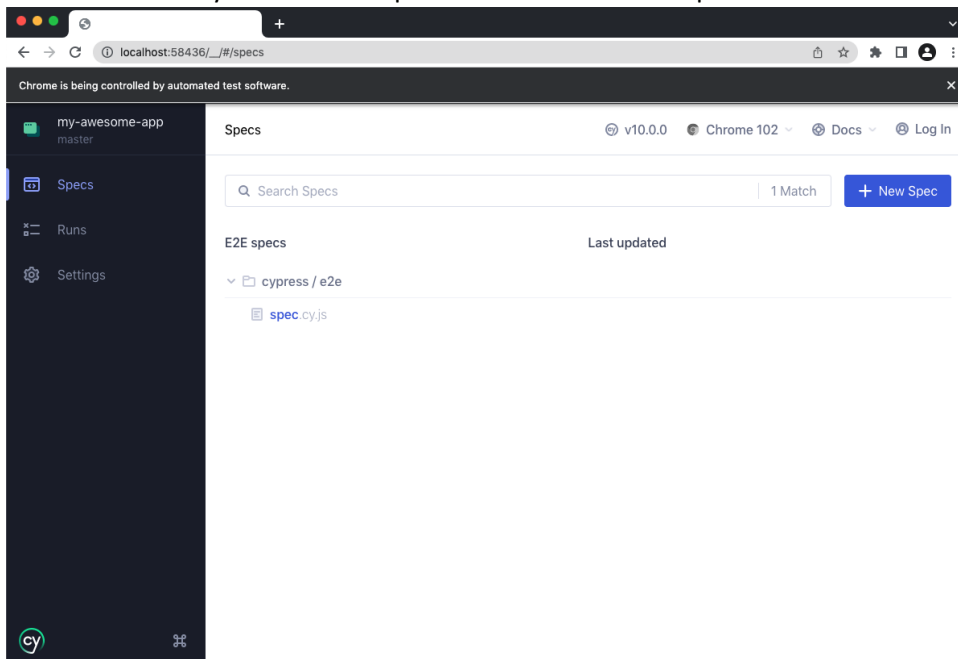 localhost:58436/__/#/specs
Chrome is being controlled by automated test software.
my-awesome-app
master
Specs
Runs
Settings
cy
Specs
v10.0.0
Chrome 102
Docs
Log In
Search Specs
1 Match
+ New Spec
E2E specs
Last updated
cypress / e2e
spec.cy.js